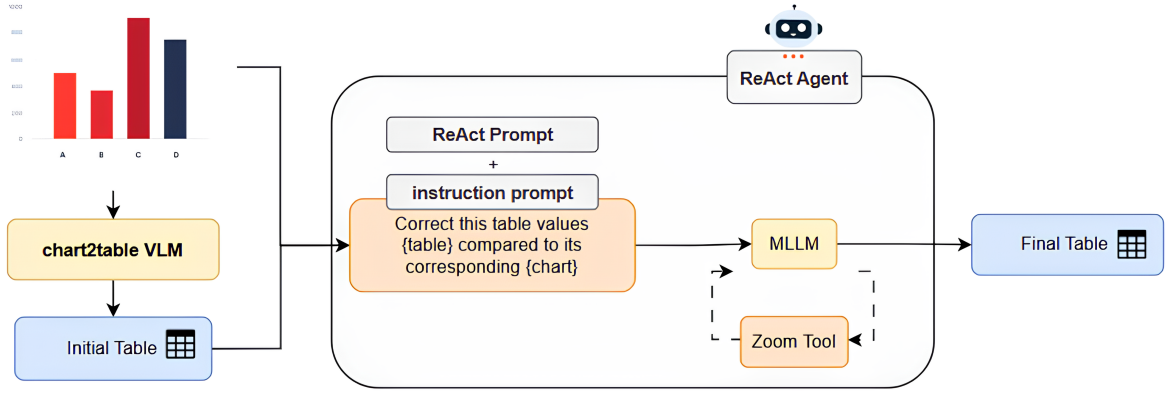 A B C D
chart2table VLM
Initial Table
ReAct Agent
ReAct Prompt
+
instruction prompt
Correct this table values
{table} compared to its
corresponding {chart}
MLLM
Zoom Tool
Final Table